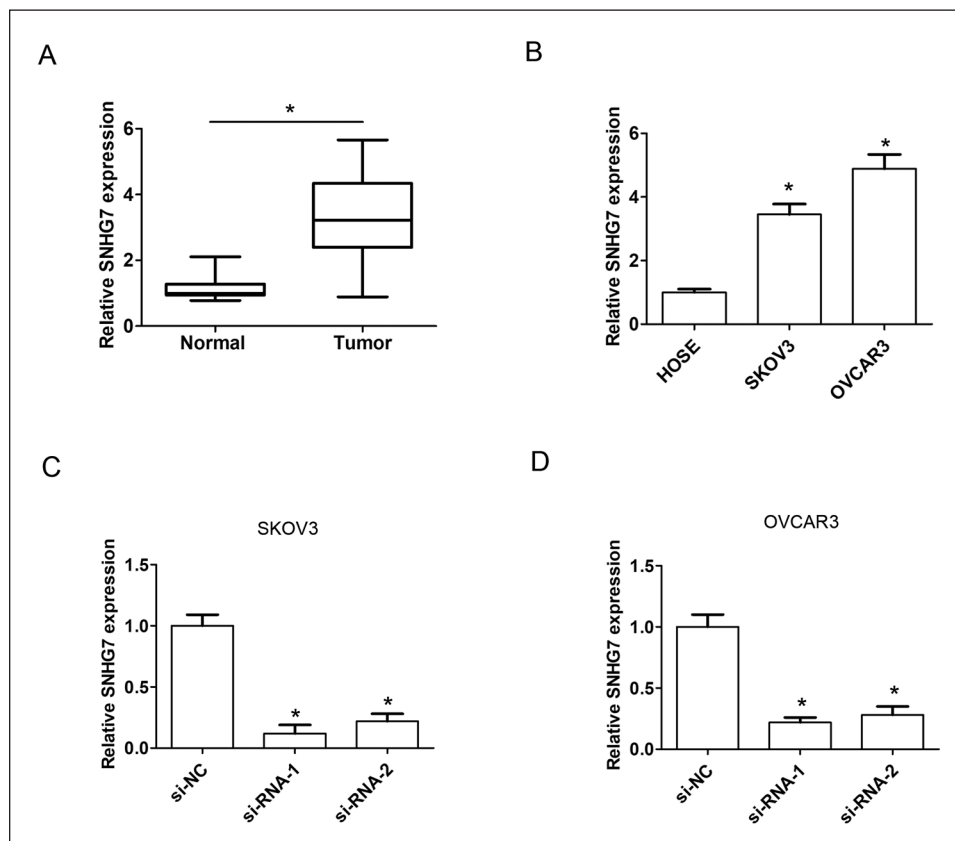 A
Relative SNHG7 expression
6
4
2
0
*
Normal
Tumor
B
Relative SNHG7 expression
6
4
2
0
*
*
HOSE
SKOV3
OVCAR3
C
SKOV3
Relative SNHG7 expression
1.5
1.0
0.5
0.0
*
*
si-NC
si-RNA-1
si-RNA-2
D
OVCAR3
Relative SNHG7 expression
1.5
1.0
0.5
0.0
*
*
si-NC
si-RNA-1
si-RNA-2